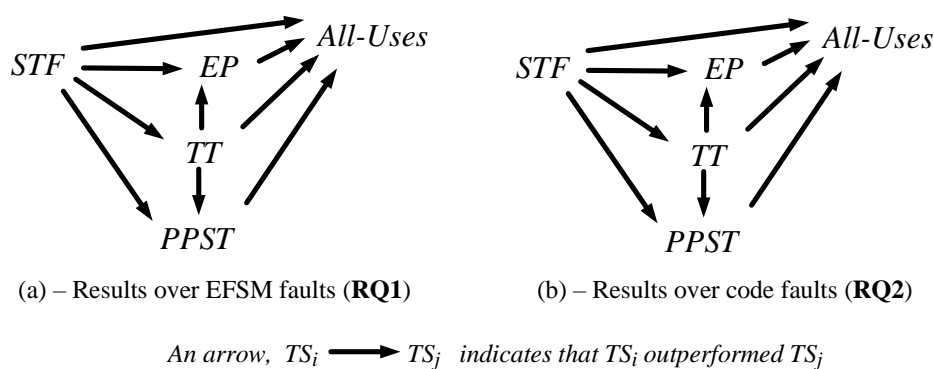 All-Uses
STF EP
TT
PPST
All-Uses
STF EP
TT
PPST
(a) – Results over EFSM faults (RQ1)
(b) – Results over code faults (RQ2)
An arrow, TSi TSj indicates that TSi outperformed TSj